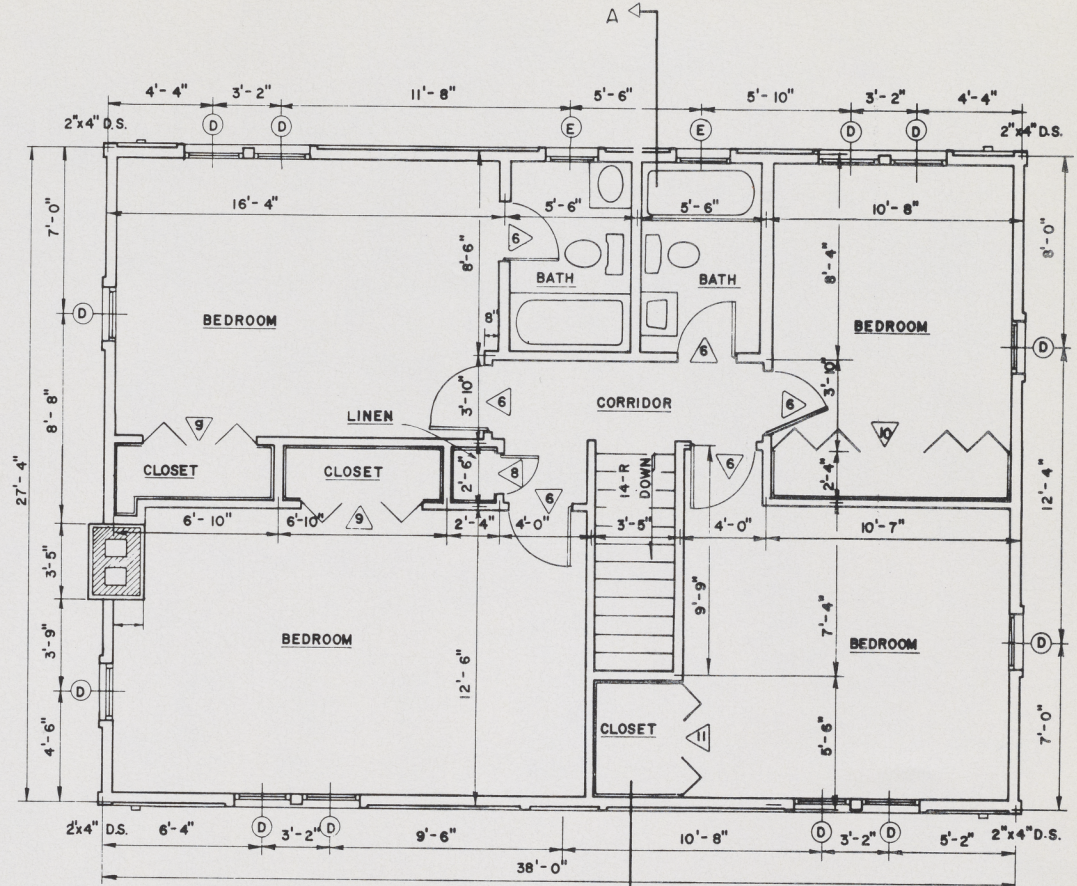 A
4'-4" 3'-2" 11'-8" 5'-6" 5'-10" 3'-2" 4'-4"
2"x4" D.S. D D E E D D 2"x4" D.S.
7'-0" 16'-4" 5'-6" 5'-6" 10'-8" 8'-0"
6
8'-6" 8'-4"
BATH BATH
D BEDROOM 8" BEDROOM D
6
LINEN 3'-10" 6 CORRIDOR 6 3'-10"
8'-8" 9 10
CLOSET CLOSET 2'-6" 8 6 14-R DOWN 6 2'-4" 12'-4"
27'-4"
6'-10" 6'-10" 9 2'-4" 4'-0" 3'-5" 4'-0" 10'-7"
3'-5"
9'-9" 7'-4"
3'-9" BEDROOM BEDROOM D
D 12'-6"
4'-6" CLOSET 11 5'-6" 7'-0"
2"x4" D.S. 6'-4" D 3'-2" D 9'-6" 10'-8" D 3'-2" D 5'-2" 2"x4" D.S.
38'-0"